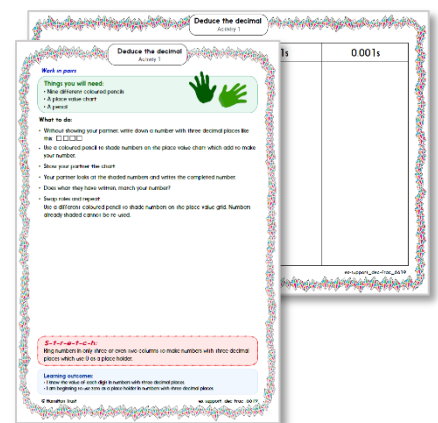 Deduce the decimal
Activity 1
1s
0.001s
ex-support_dec-frac_0619
Deduce the decimal
Activity 1
Work in pairs
Things you will need:
• Nine different coloured pencils
• A place value chart
• A pencil
What to do:
• Without showing your partner, write down a number with three decimal places like
this: □.□□□
• Use a coloured pencil to shade numbers on the place value chart which add to make
your number.
• Show your partner the chart.
• Your partner looks at the shaded numbers and writes the completed number.
• Does what they have written, match your number?
• Swap roles and repeat.
Use a different coloured pencil to shade numbers on the place value grid. Numbers
already shaded cannot be re-used.
S-t-r-e-t-c-h:
Ring numbers in only three or even two columns to make numbers with three decimal
places which use 0 as a place holder.
Learning outcomes:
• I know the value of each digit in numbers with three decimal places
• I am beginning to use zero as a place holder in numbers with three decimal places
© Hamilton Trust
ex-support_dec-frac_0619